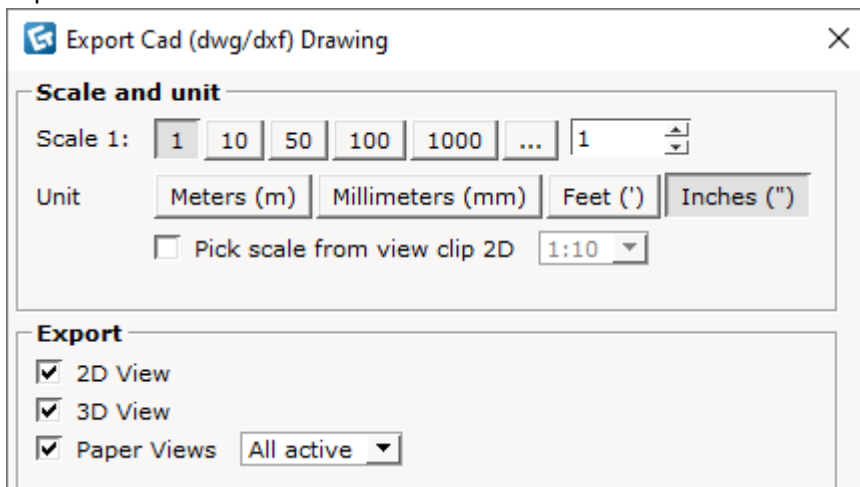 Export Cad (dwg/dxf) Drawing
Scale and unit
Scale 1: 1 10 50 100 1000 ... 1
Unit Meters (m) Millimeters (mm) Feet (') Inches (")
Pick scale from view clip 2D 1:10
Export
2D View
3D View
Paper Views All active